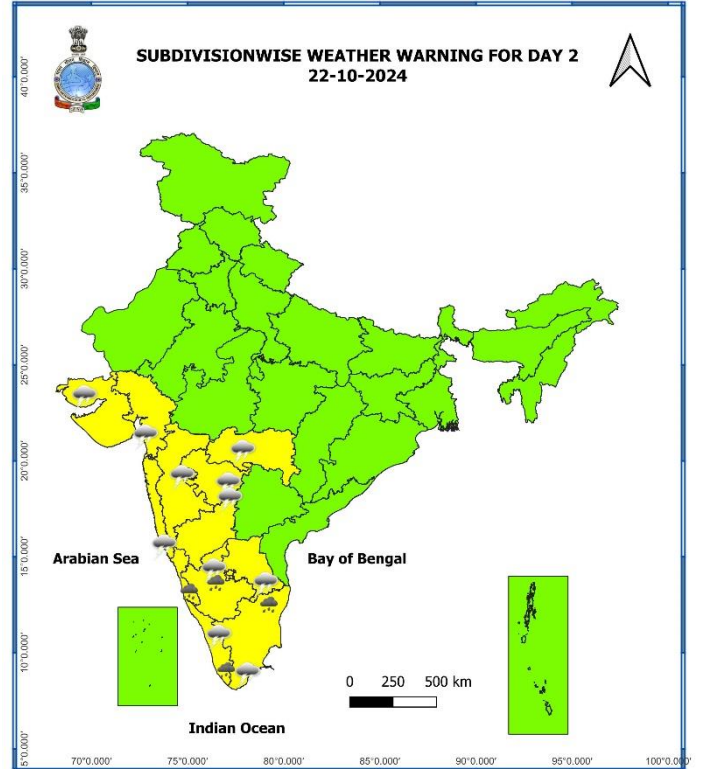 SUBDIVISIONWISE WEATHER WARNING FOR DAY 2
22-10-2024
40°0.000'
35°0.000'
30°0.000'
25°0.000'
20°0.000'
15°0.000'
10°0.000'
5°0.000'
Arabian Sea
Bay of Bengal
0 250 500 km
Indian Ocean
70°0.000' 75°0.000' 80°0.000' 85°0.000' 90°0.000' 95°0.000' 100°0.000'